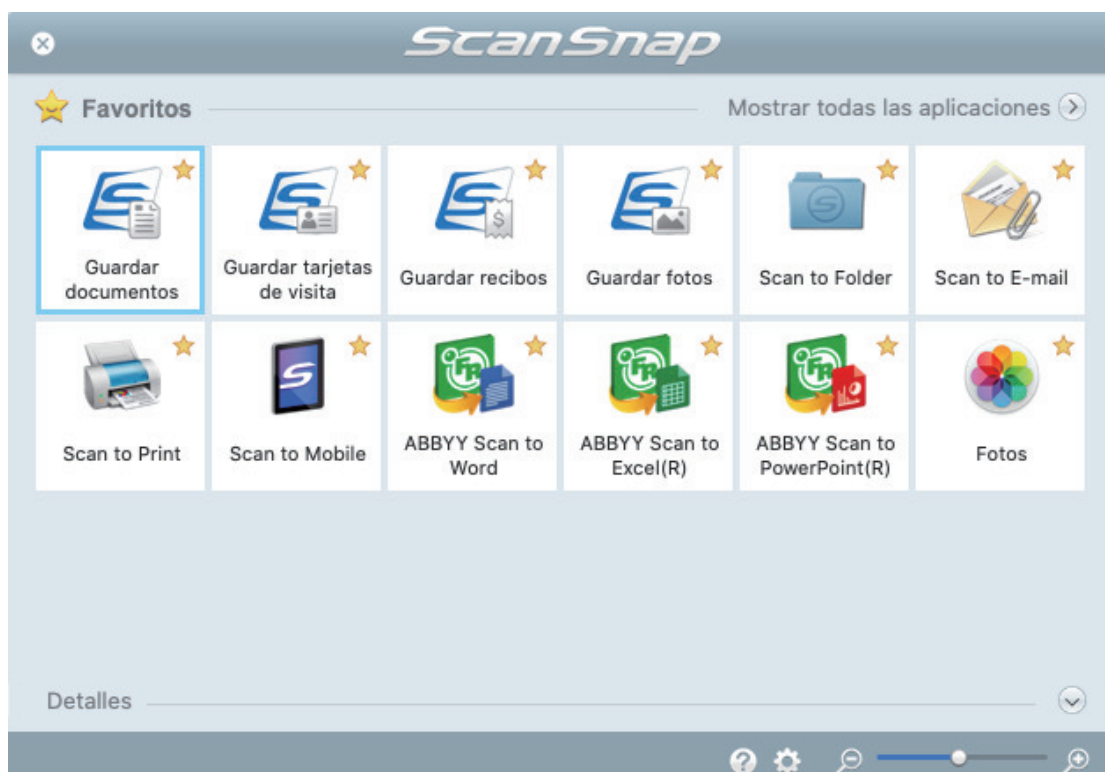 ScanSnap
Favoritos
Mostrar todas las aplicaciones
Guardar
documentos
Guardar tarjetas
de visita
Guardar recibos
Guardar fotos
Scan to Folder
Scan to E-mail
Scan to Print
Scan to Mobile
ABBYY Scan to
Word
ABBYY Scan to
Excel(R)
ABBYY Scan to
PowerPoint(R)
Fotos
Detalles